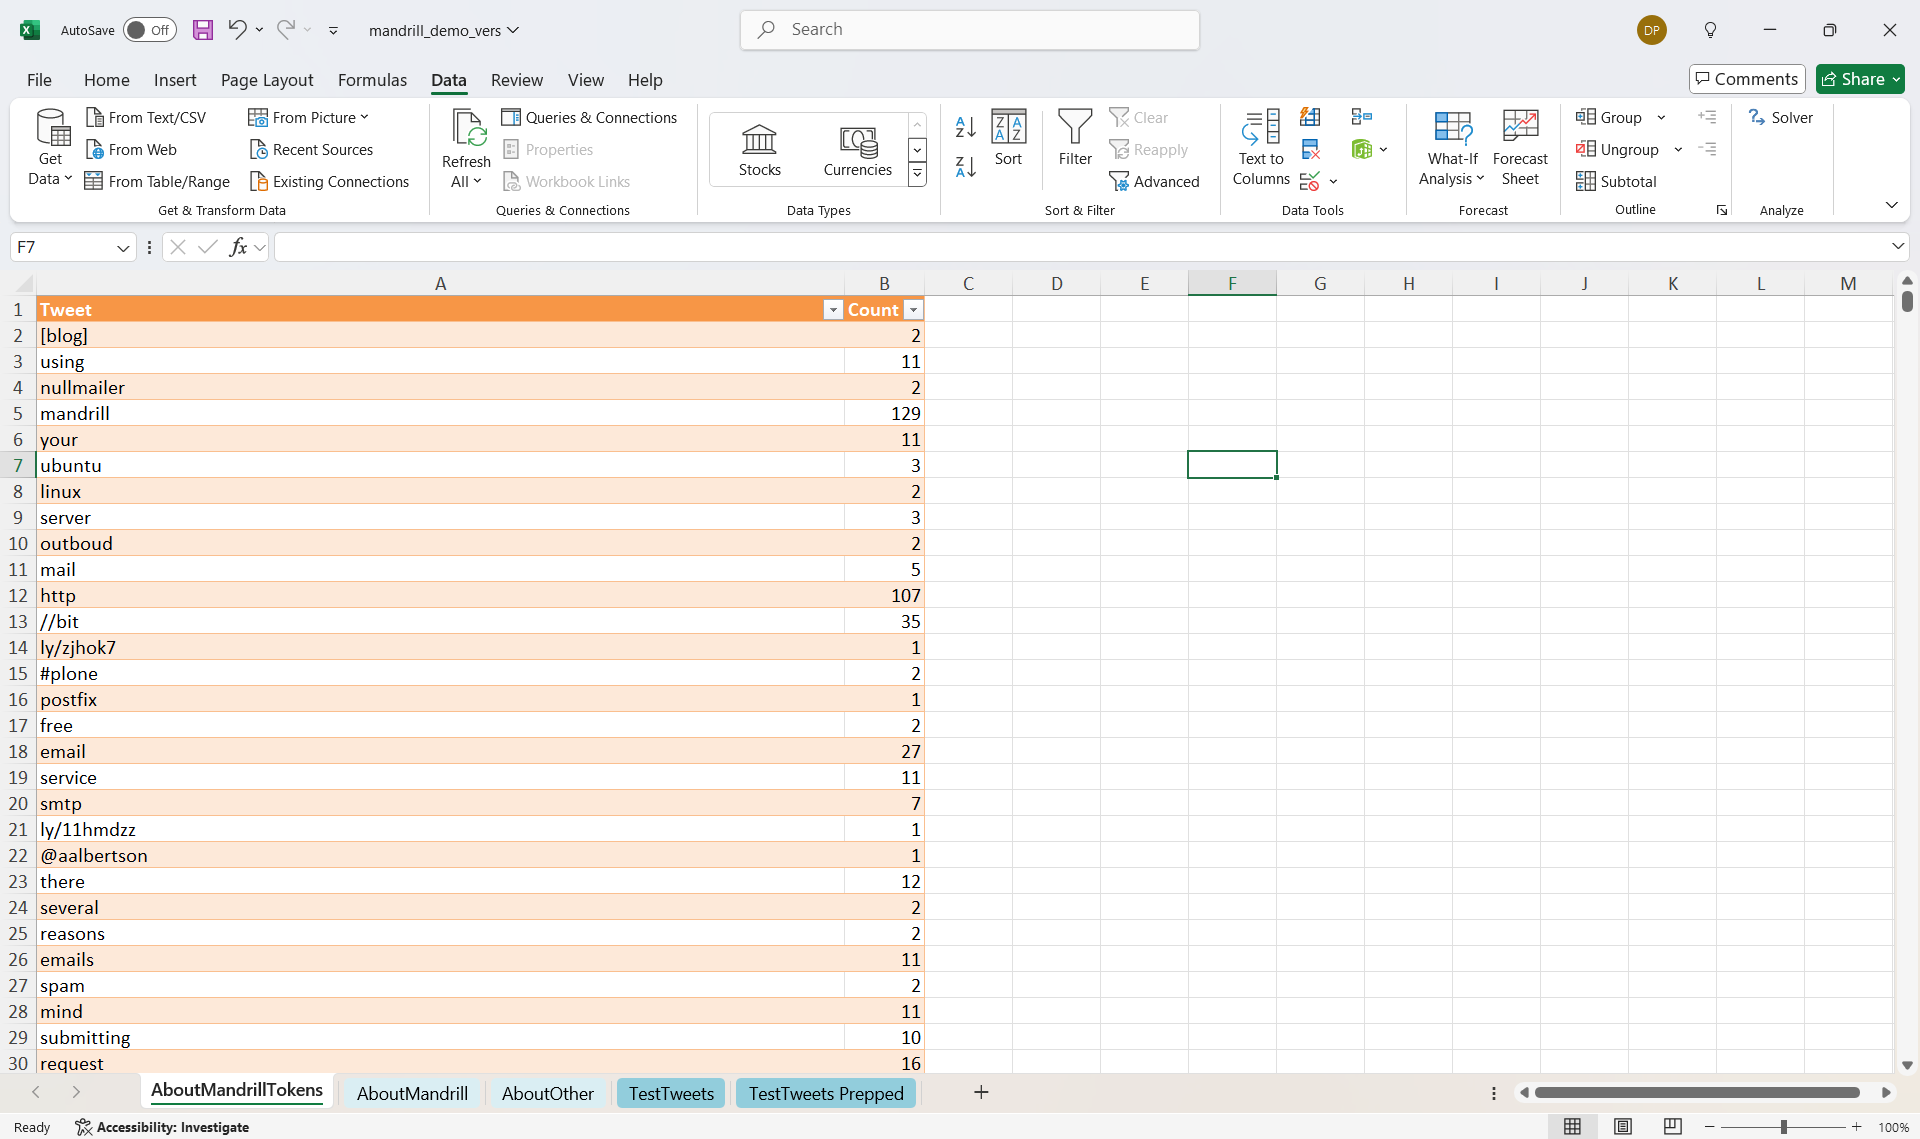 AutoSave Off mandrill_demo_vers Search DP
File Home Insert Page Layout Formulas Data Review View Help Comments Share
Get Data From Text/CSV From Picture
From Web Recent Sources
From Table/Range Existing Connections
Get & Transform Data
Refresh All Queries & Connections
Properties
Workbook Links
Queries & Connections
Stocks Currencies
Data Types
Sort Filter Clear
Reapply
Advanced
Sort & Filter
Text to Columns
Data Tools
What-If Analysis Forecast Sheet
Forecast
Group
Ungroup
Subtotal
Outline
Solver
Analyze
F7 fx
A B C D E F G H I J K L M
1 Tweet Count
2 [blog] 2
3 using 11
4 nullmailer 2
5 mandrill 129
6 your 11
7 ubuntu 3
8 linux 2
9 server 3
10 outboud 2
11 mail 5
12 http 107
13 //bit 35
14 ly/zjhok7 1
15 #plone 2
16 postfix 1
17 free 2
18 email 27
19 service 11
20 smtp 7
21 ly/11hmdzz 1
22 @aalbertson 1
23 there 12
24 several 2
25 reasons 2
26 emails 11
27 spam 2
28 mind 11
29 submitting 10
30 request 16
AboutMandrillTokens AboutMandrill AboutOther TestTweets TestTweets Prepped
Ready Accessibility: Investigate 100%